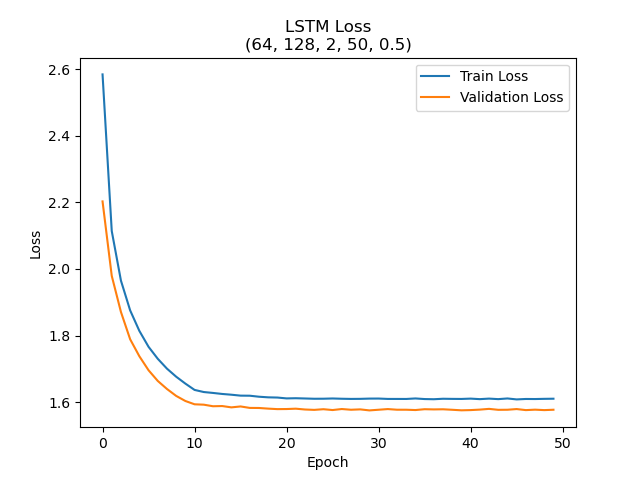 LSTM Loss
(64, 128, 2, 50, 0.5)
Train Loss
Validation Loss
Loss
2.6
2.4
2.2
2.0
1.8
1.6
0 10 20 30 40 50
Epoch